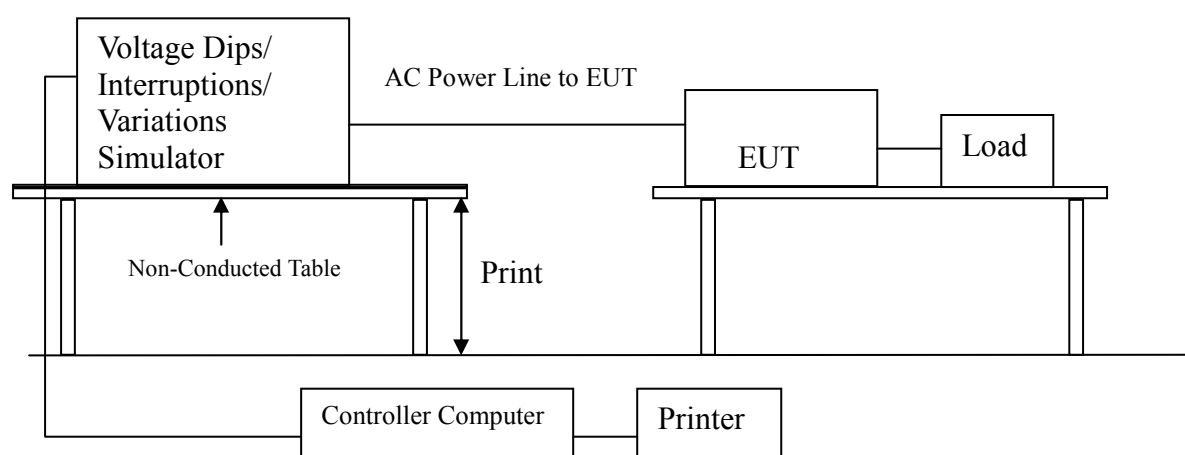 Voltage Dips/
Interruptions/
Variations
Simulator
AC Power Line to EUT
EUT
Load
Non-Conducted Table
Print
Controller Computer
Printer